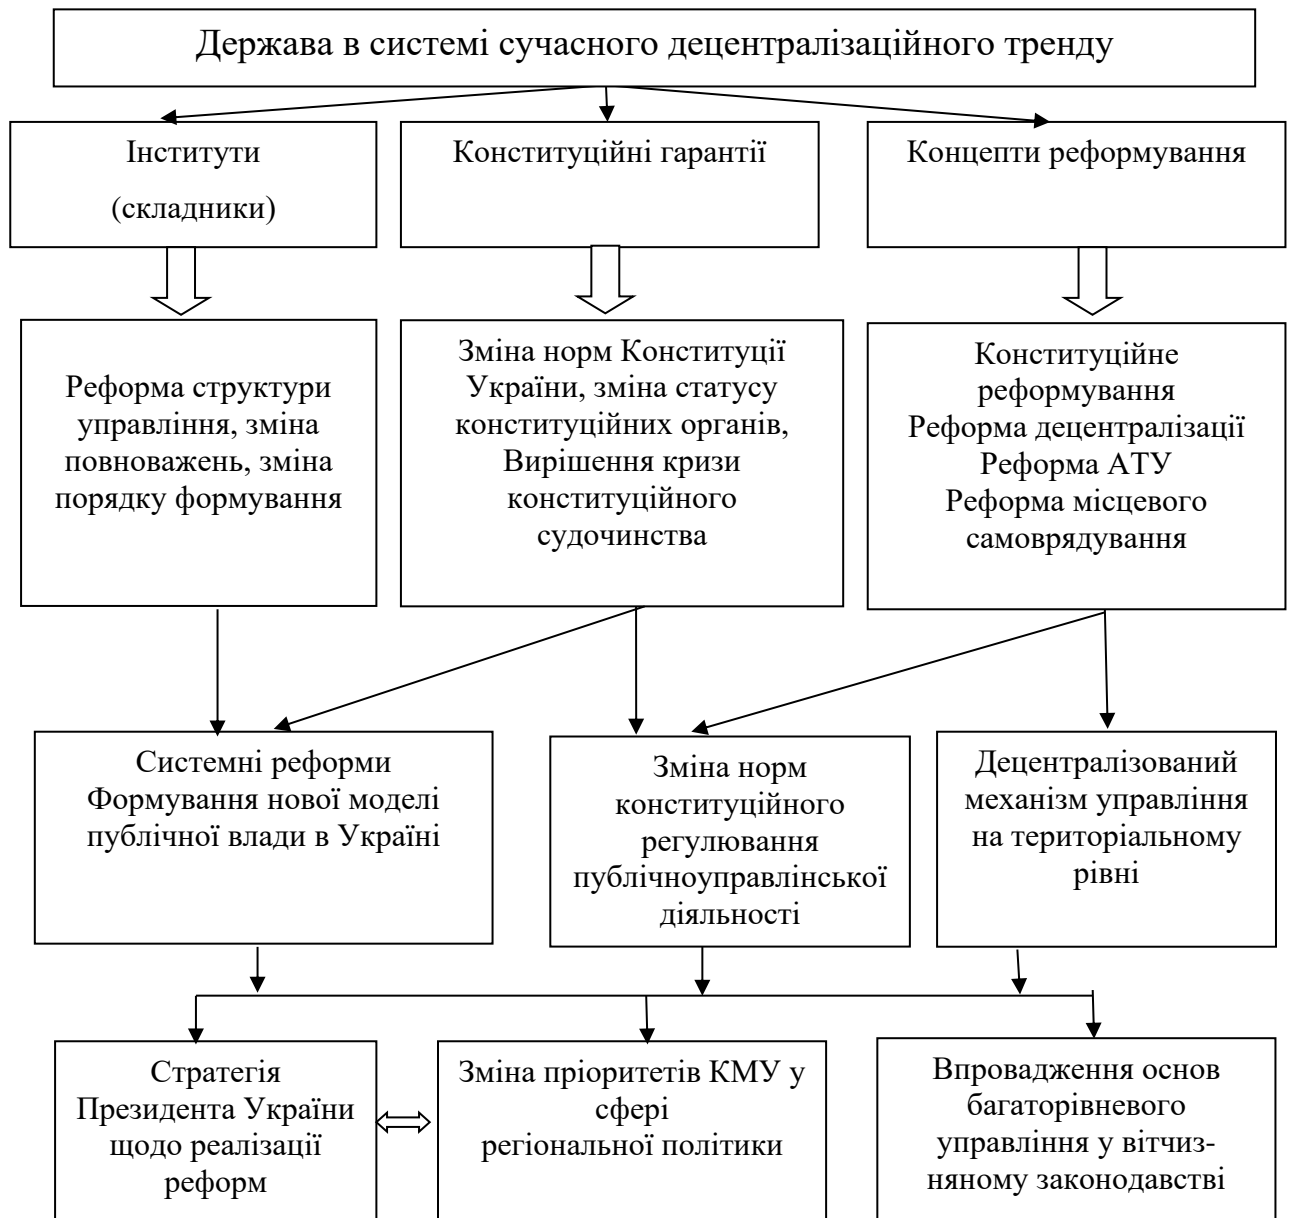 Держава в системі сучасного децентралізаційного тренду
Інститути
(складники)
Конституційні гарантії
Концепти реформування
Реформа структури
управління, зміна
повноважень, зміна
порядку формування
Зміна норм Конституції
України, зміна статусу
конституційних органів,
Вирішення кризи
конституційного
судочинства
Конституційне
реформування
Реформа децентралізації
Реформа АТУ
Реформа місцевого
самоврядування
Системні реформи
Формування нової моделі
публічної влади в Україні
Зміна норм
конституційного
регулювання
публічноуправлінської
діяльності
Децентралізований
механізм управління
на територіальному
рівні
Стратегія
Президента України
щодо реалізації
реформ
Зміна пріоритетів КМУ у
сфері
регіональної політики
Впровадження основ
багаторівневого
управління у вітчиз-
няному законодавстві